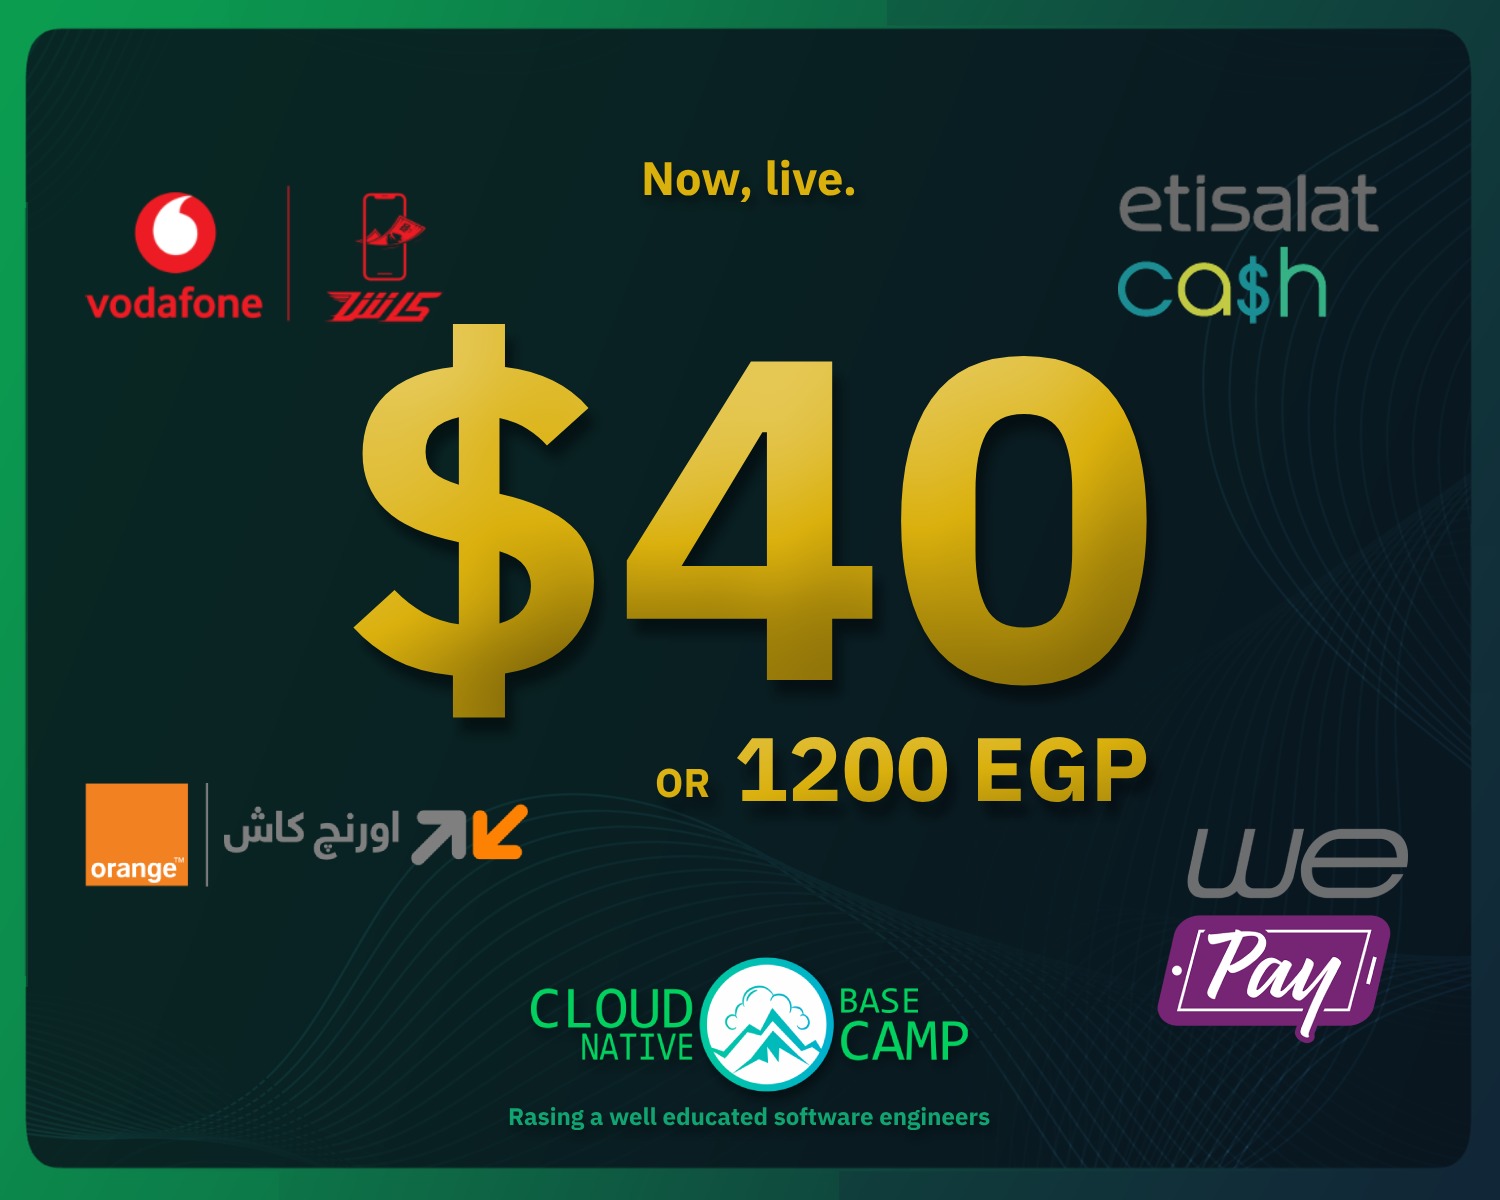 Now, live.
vodafone
كاش
etisalat
ca$h
$40
OR 1200 EGP
orange™
اورنچ كاش
we
Pay
CLOUD NATIVE
BASE CAMP
Rasing a well educated software engineers